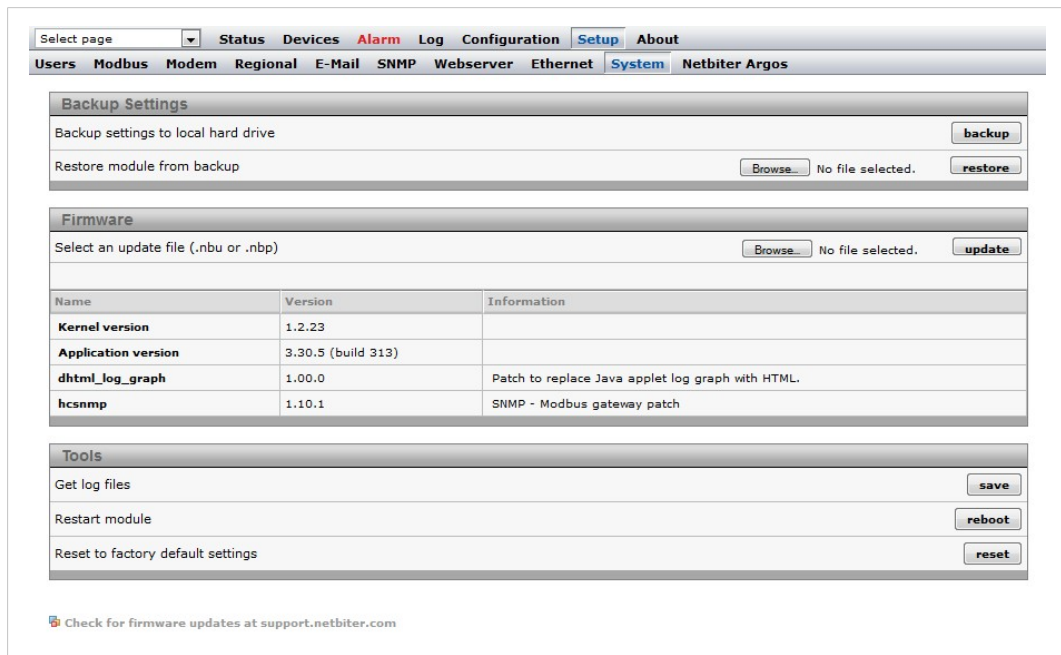 Select page Status Devices Alarm Log Configuration Setup About
Users Modbus Modem Regional E-Mail SNMP Webserver Ethernet System Netbiter Argos
Backup Settings
Backup settings to local hard drive backup
Restore module from backup Browse... No file selected. restore
Firmware
Select an update file (.nbu or .nbp) Browse... No file selected. update
Name Version Information
Kernel version 1.2.23
Application version 3.30.5 (build 313)
dhtml_log_graph 1.00.0 Patch to replace Java applet log graph with HTML.
hcsnmp 1.10.1 SNMP - Modbus gateway patch
Tools
Get log files save
Restart module reboot
Reset to factory default settings reset
Check for firmware updates at support.netbiter.com